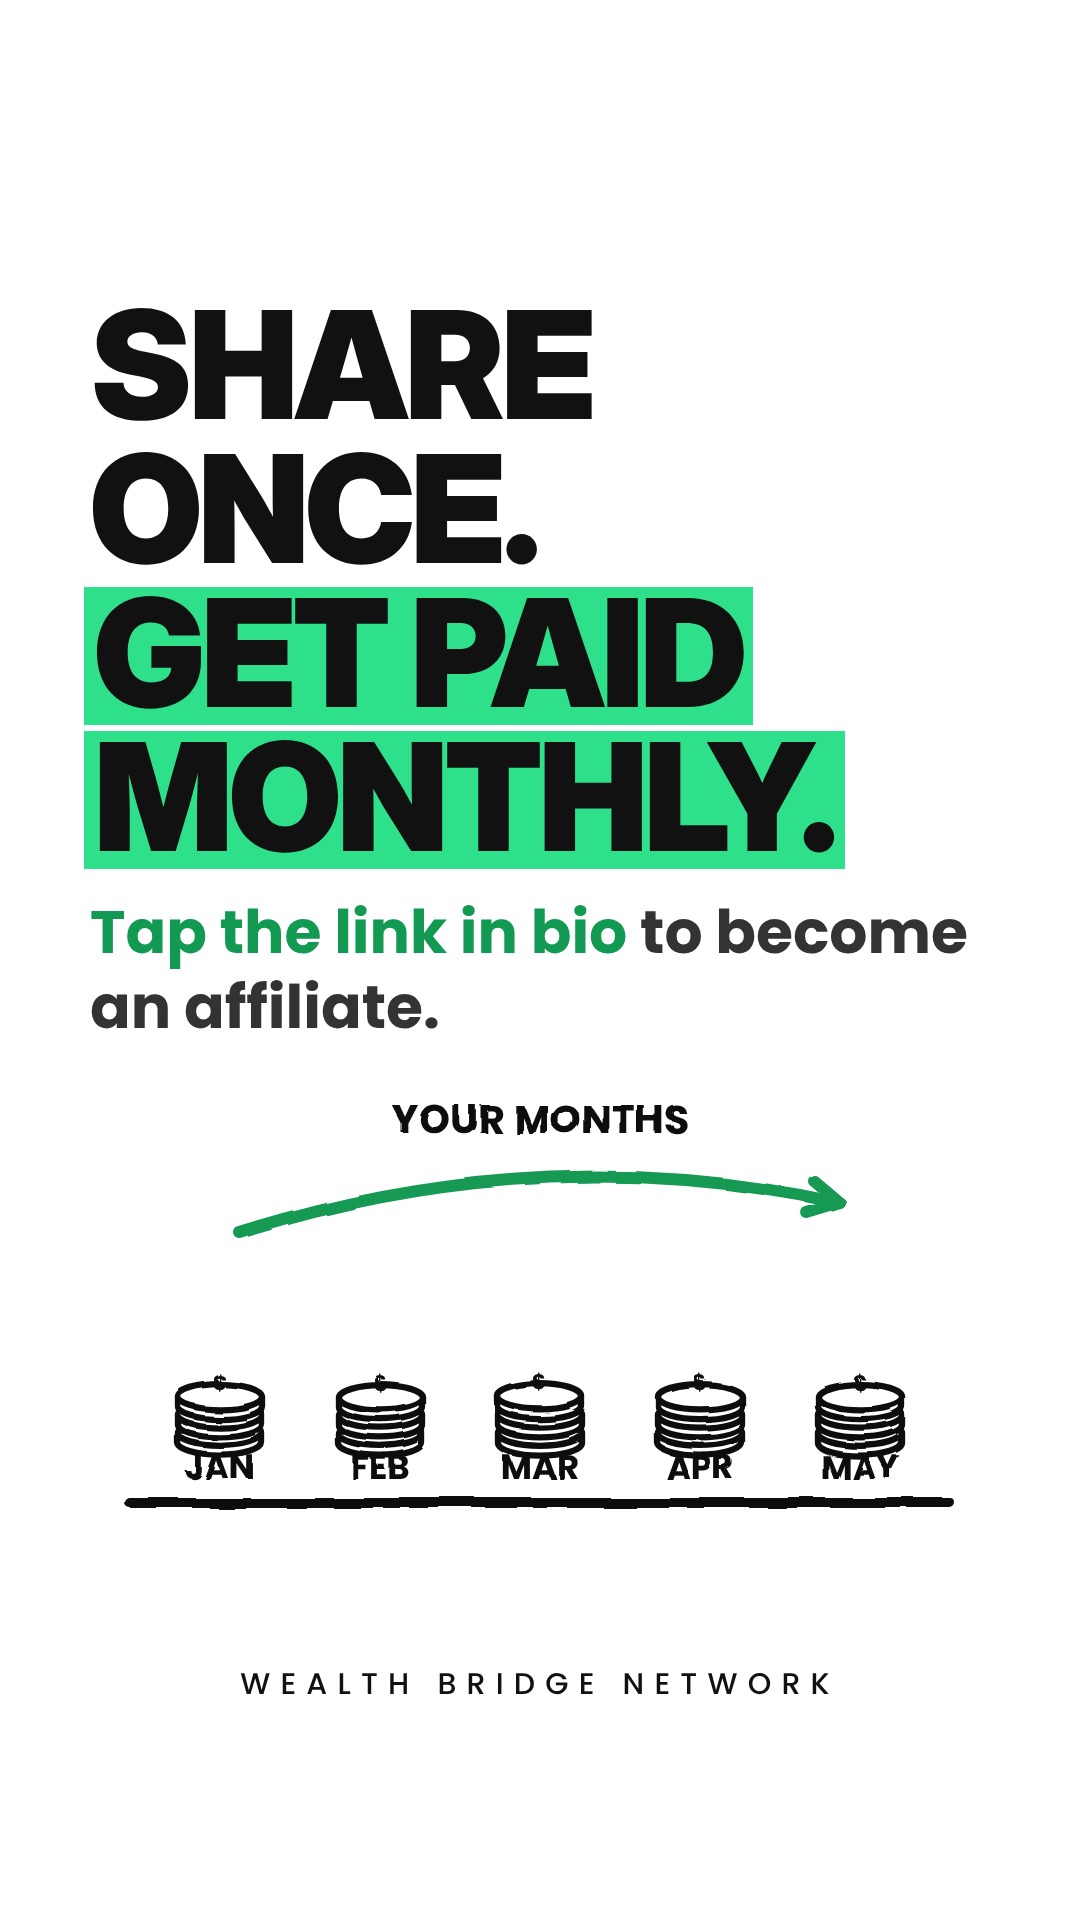 SHARE
ONCE.
GET PAID
MONTHLY.
Tap the link in bio to become
an affiliate.
YOUR MONTHS
$ $ $ $ $
JAN FEB MAR APR MAY
WEALTH BRIDGE NETWORK